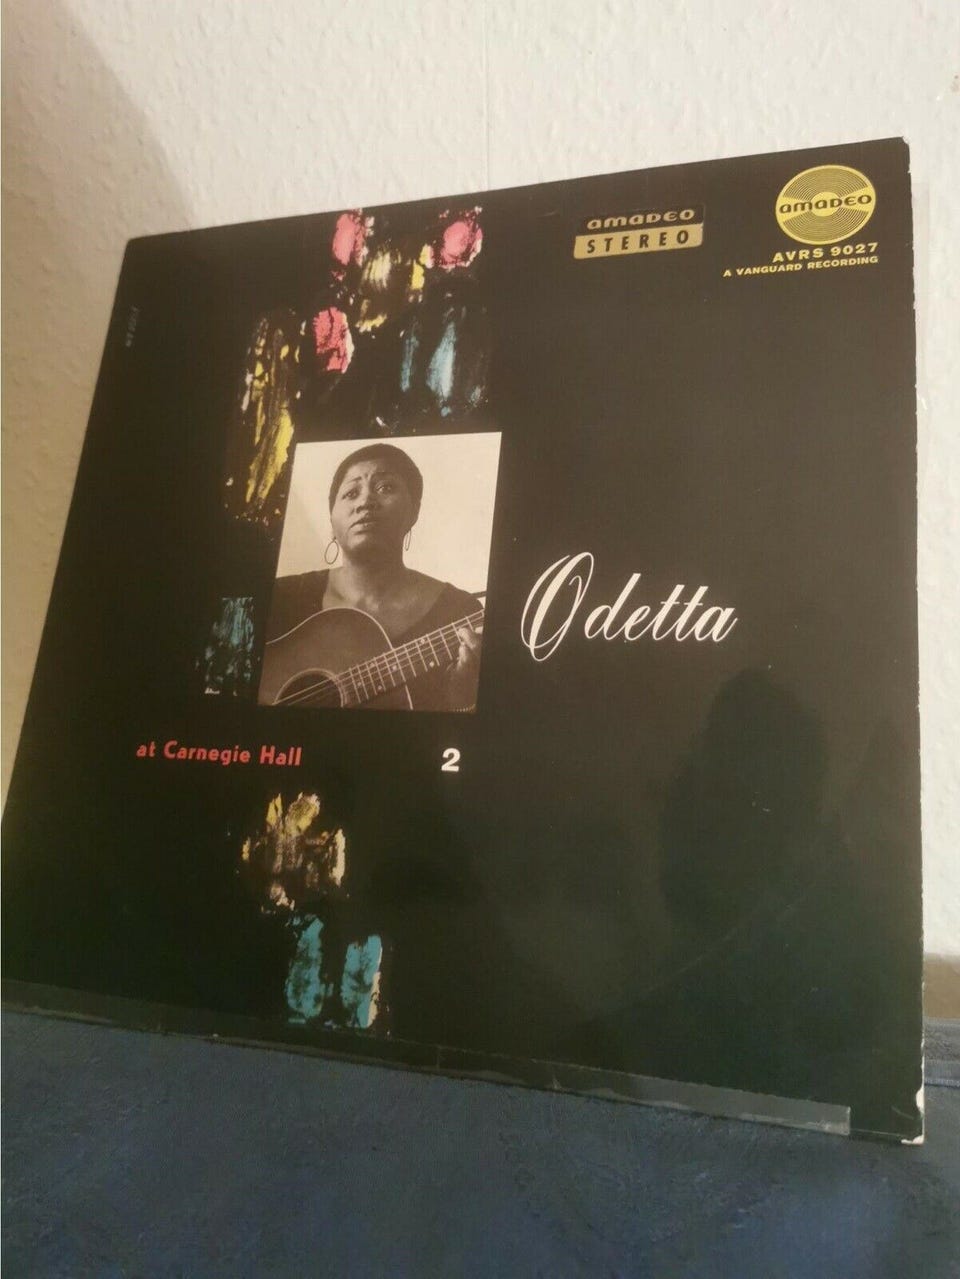 amadeo
STEREO
amadeo
AVRS 9027
A VANGUARD RECORDING
Odetta
at Carnegie Hall
2